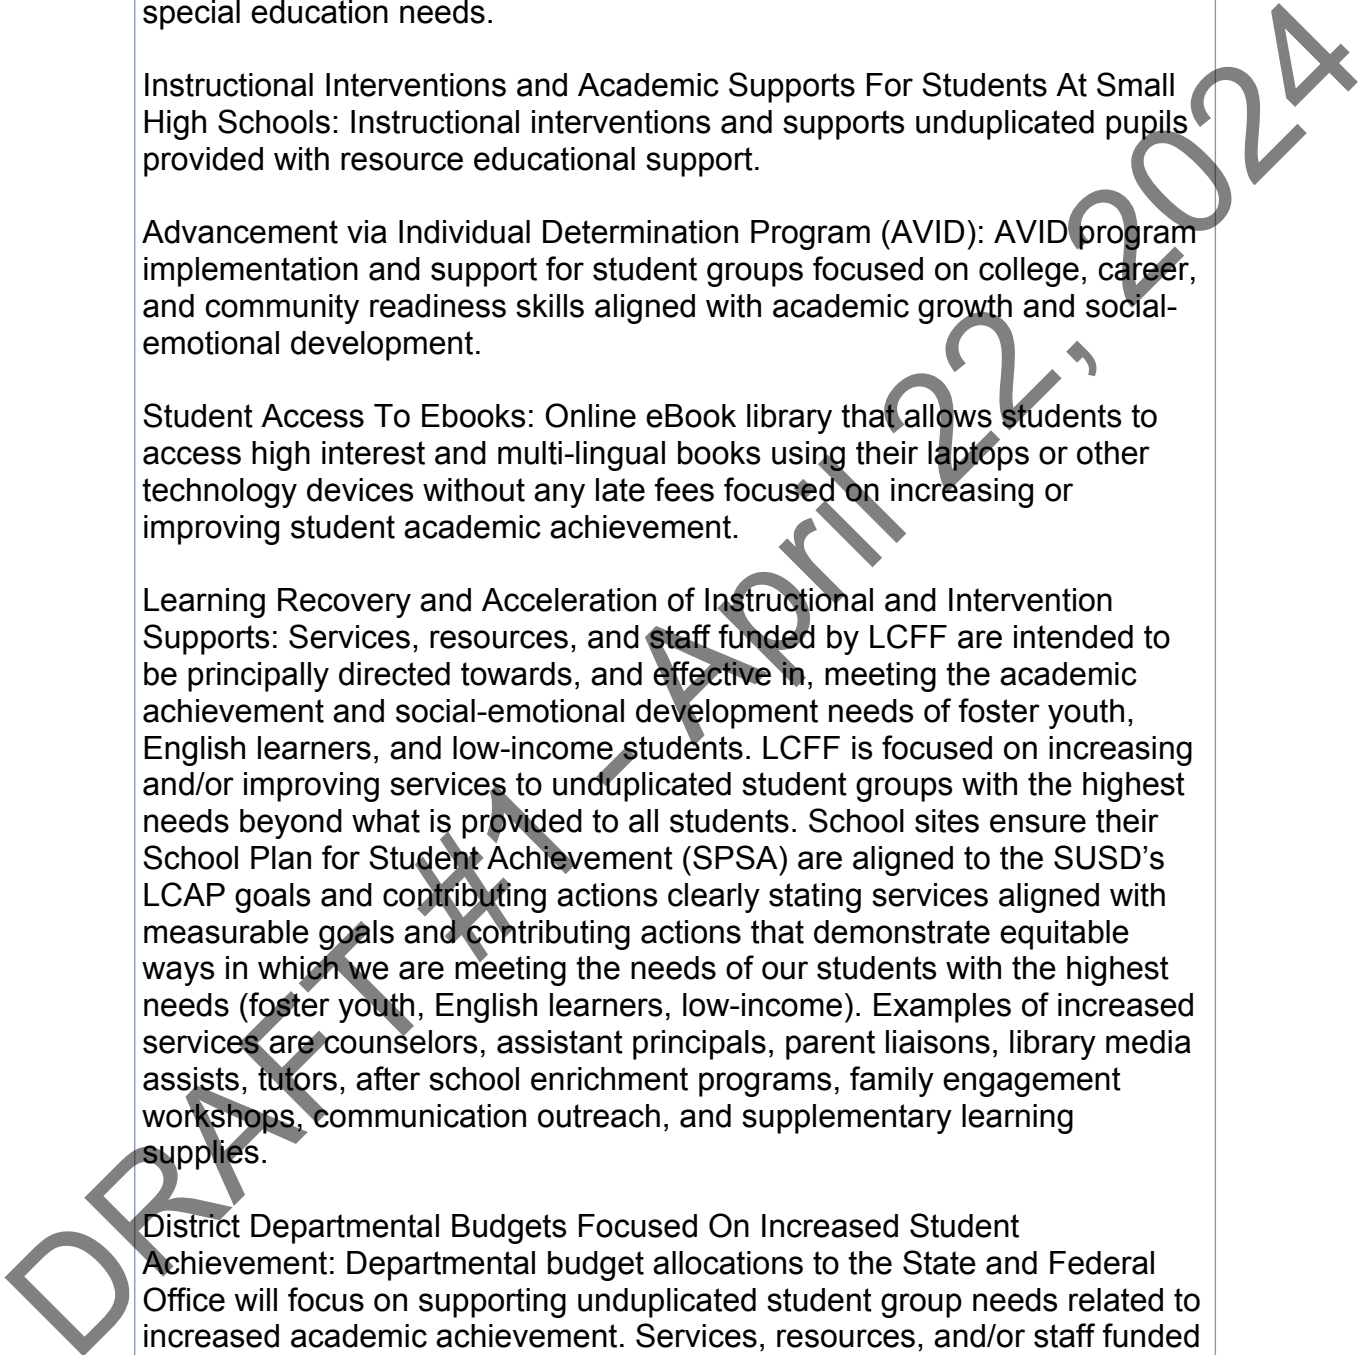 special education needs.
Instructional Interventions and Academic Supports For Students At Small
High Schools: Instructional interventions and supports unduplicated pupils
provided with resource educational support.
Advancement via Individual Determination Program (AVID): AVID program
implementation and support for student groups focused on college, career,
and community readiness skills aligned with academic growth and social-
emotional development.
Student Access To Ebooks: Online eBook library that allows students to
access high interest and multi-lingual books using their laptops or other
technology devices without any late fees focused on increasing or
improving student academic achievement.
Learning Recovery and Acceleration of Instructional and Intervention
Supports: Services, resources, and staff funded by LCFF are intended to
be principally directed towards, and effective in, meeting the academic
achievement and social-emotional development needs of foster youth,
English learners, and low-income students. LCFF is focused on increasing
and/or improving services to unduplicated student groups with the highest
needs beyond what is provided to all students. School sites ensure their
School Plan for Student Achievement (SPSA) are aligned to the SUSD's
LCAP goals and contributing actions clearly stating services aligned with
measurable goals and contributing actions that demonstrate equitable
ways in which we are meeting the needs of our students with the highest
needs (foster youth, English learners, low-income). Examples of increased
services are counselors, assistant principals, parent liaisons, library media
assists, tutors, after school enrichment programs, family engagement
workshops, communication outreach, and supplementary learning
supplies.
District Departmental Budgets Focused On Increased Student
Achievement: Departmental budget allocations to the State and Federal
Office will focus on supporting unduplicated student group needs related to
increased academic achievement. Services, resources, and/or staff funded
DRAFT #1 - April 22, 2024